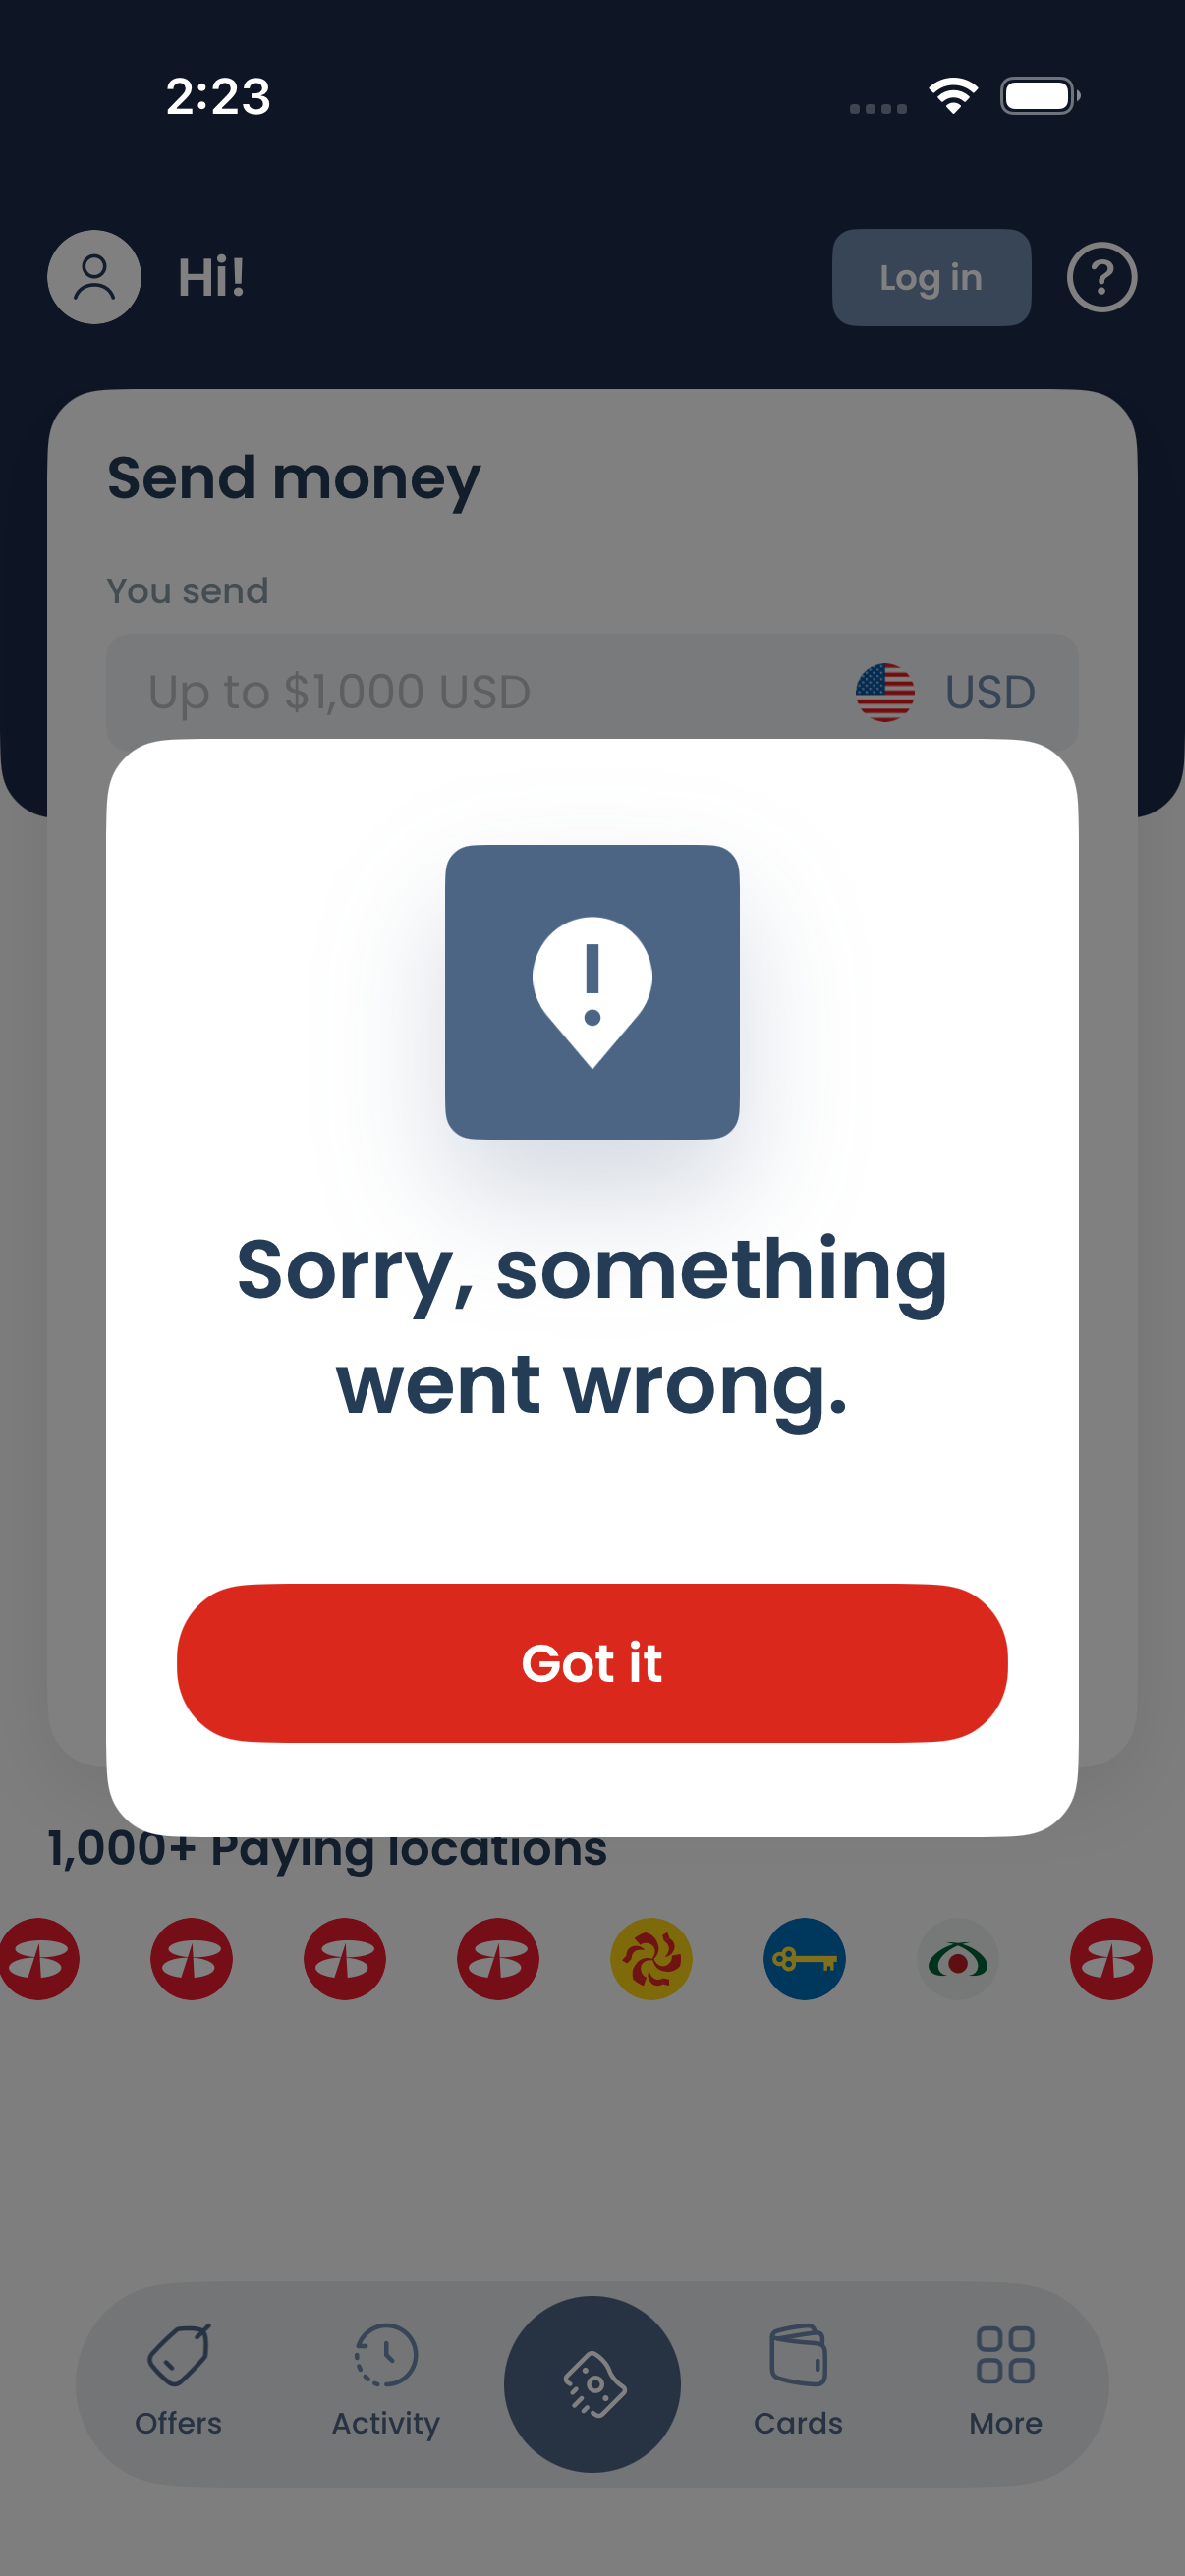 2:23
Hi!
Log in
Send money
You send
Up to $1,000 USD
USD
Sorry, something
went wrong.
Got it
1,000+ Paying locations
Offers
Activity
Cards
More